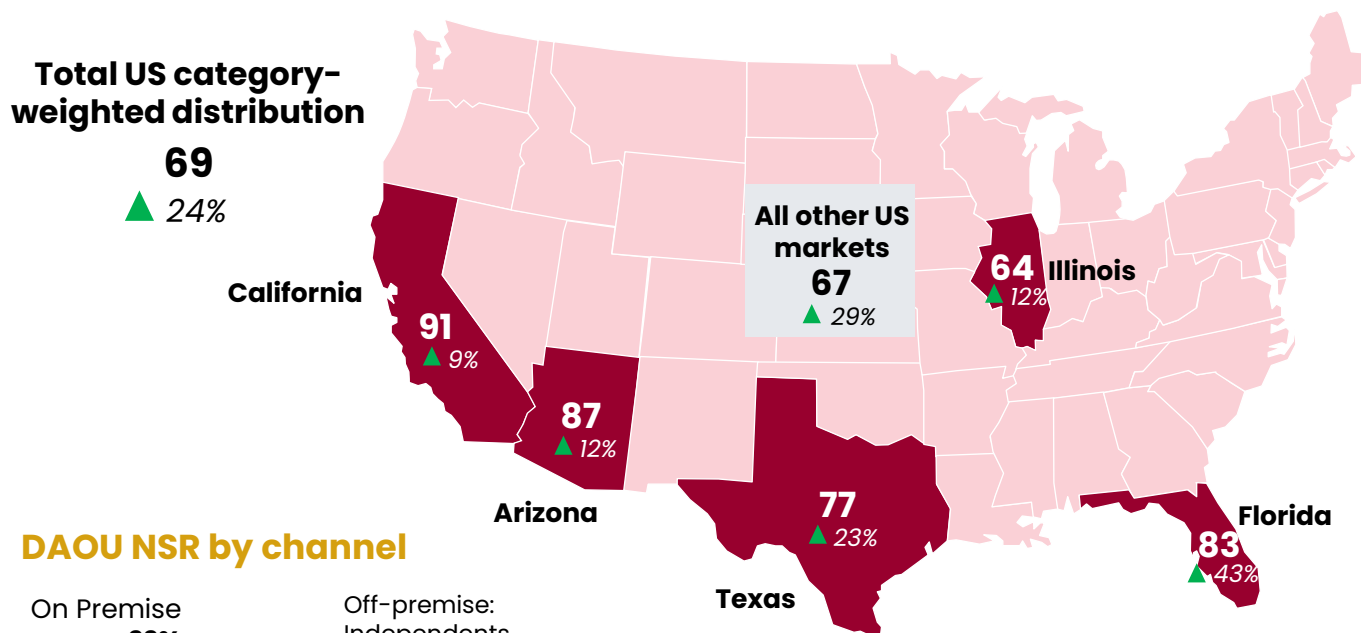 Total US category-
weighted distribution
69
24%
California
91
9%
87
12%
Arizona
All other US
markets
67
29%
64
Illinois
12%
77
23%
Texas
Florida
83
43%
DAOU NSR by channel
On Premise
Off-premise: